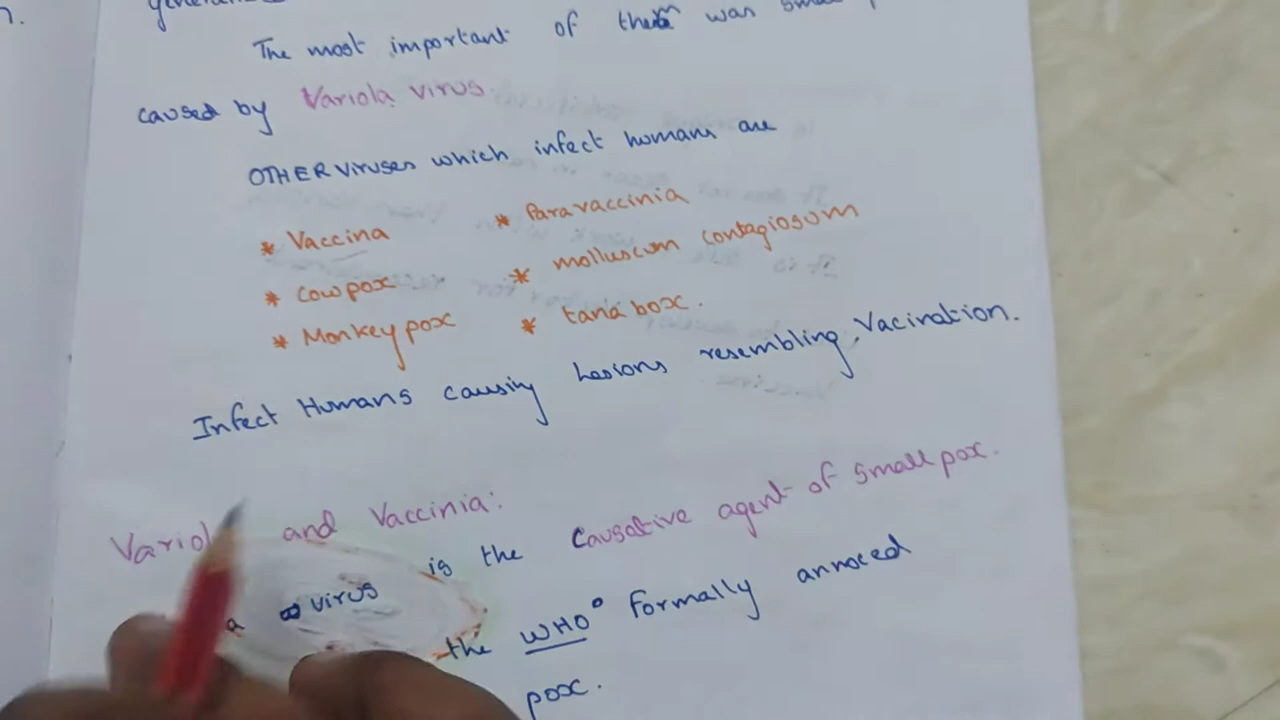 The most important of them was
caused by Variola virus.
OTHER viruses which infect humans are
* Vaccina * Paravaccinia
* Cowpox * molluscum contagiosum
* Monkey pox * tana box.
Infect Humans causing Lesions resembling Vacination.
and Vaccinia:
virus is the Causative agent of small pox.
the WHO formally annoced
pox.